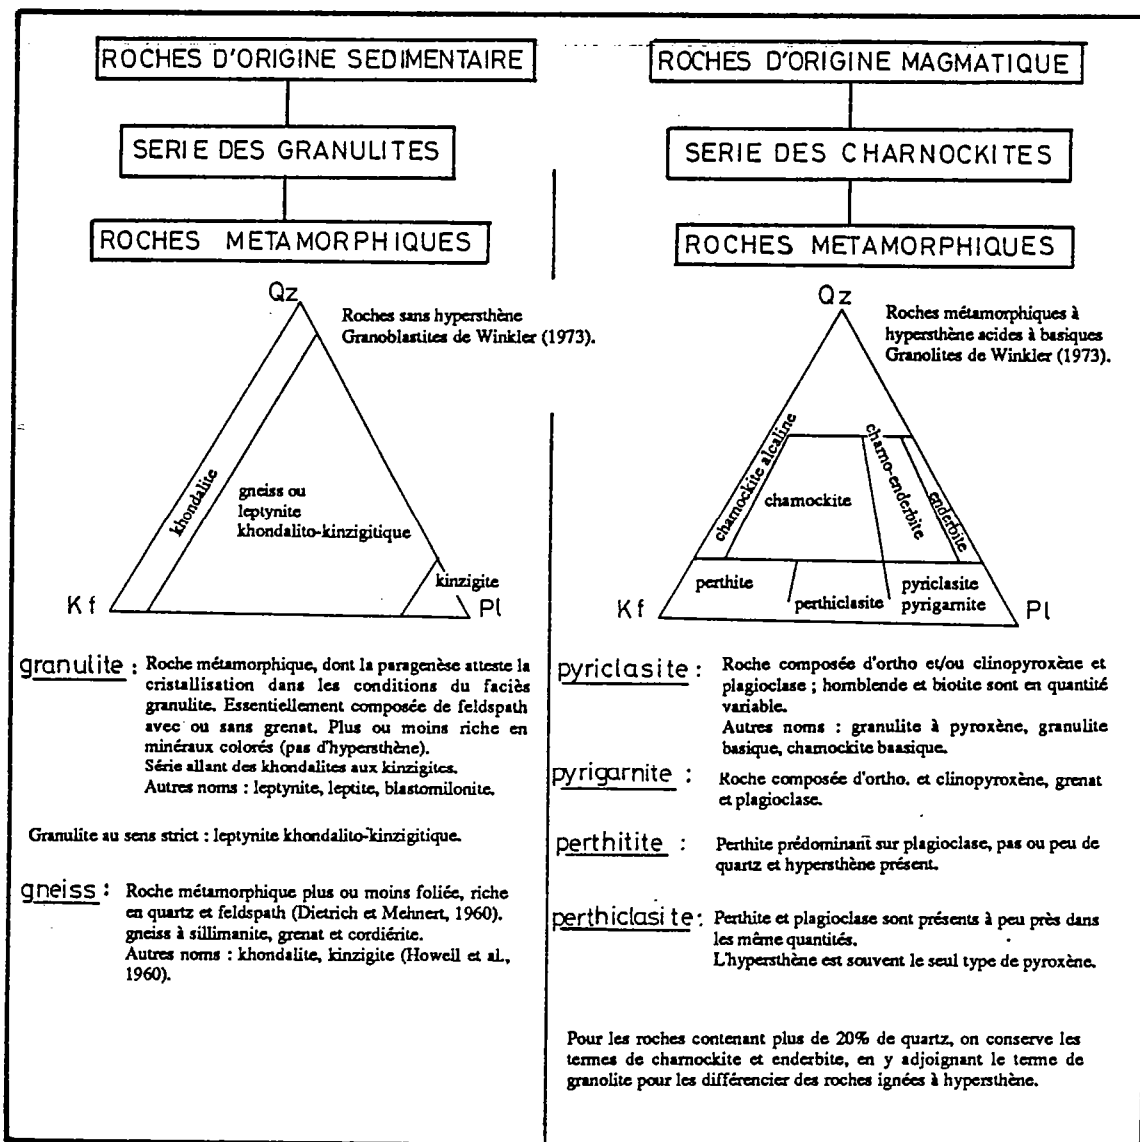 ROCHES D'ORIGINE SEDIMENTAIRE
SERIE DES GRANULITES
ROCHES METAMORPHIQUES
Qz
Roches sans hypersthène
Granoblastites de Winkler (1973).
khondalite
gneiss ou
leptynite
khondalito-kinzigitique
kinzigite
Kf
Pl
granulite : Roche métamorphique, dont la paragenèse atteste la
cristallisation dans les conditions du faciès
granulite. Essentiellement composée de feldspath
avec ou sans grenat. Plus ou moins riche en
minéraux colorés (pas d'hypersthène).
Série allant des khondalites aux kinzigites.
Autres noms : leptynite, leptite, blastomilonite.
Granulite au sens strict : leptynite khondalito-kinzigitique.
gneiss : Roche métamorphique plus ou moins foliée, riche
en quartz et feldspath (Dietrich et Mehnert, 1960).
gneiss à sillimanite, grenat et cordiérite.
Autres noms : khondalite, kinzigite (Howell et al.,
1960).
ROCHES D'ORIGINE MAGMATIQUE
SERIE DES CHARNOCKITES
ROCHES METAMORPHIQUES
Qz
Roches métamorphiques à
hypersthène acides à basiques
Granolites de Winkler (1973).
charnockite alcaline
charnockite
charno-enderbite
enderbite
perthite
perthiclasite
pyriclasite
pyrigarnite
Kf
Pl
pyriclasite : Roche composée d'ortho et/ou clinopyroxène et
plagioclase ; hornblende et biotite sont en quantité
variable.
Autres noms : granulite à pyroxène, granulite
basique, charnockite baasique.
pyrigarnite : Roche composée d'ortho. et clinopyroxène, grenat
et plagioclase.
perthitite : Perthite prédominant sur plagioclase, pas ou peu de
quartz et hypersthène présent.
perthiclasite : Perthite et plagioclase sont présents à peu près dans
les même quantités.
L'hypersthène est souvent le seul type de pyroxène.
Pour les roches contenant plus de 20% de quartz, on conserve les
termes de charnockite et enderbite, en y adjoignant le terme de
granolite pour les différencier des roches ignées à hypersthène.